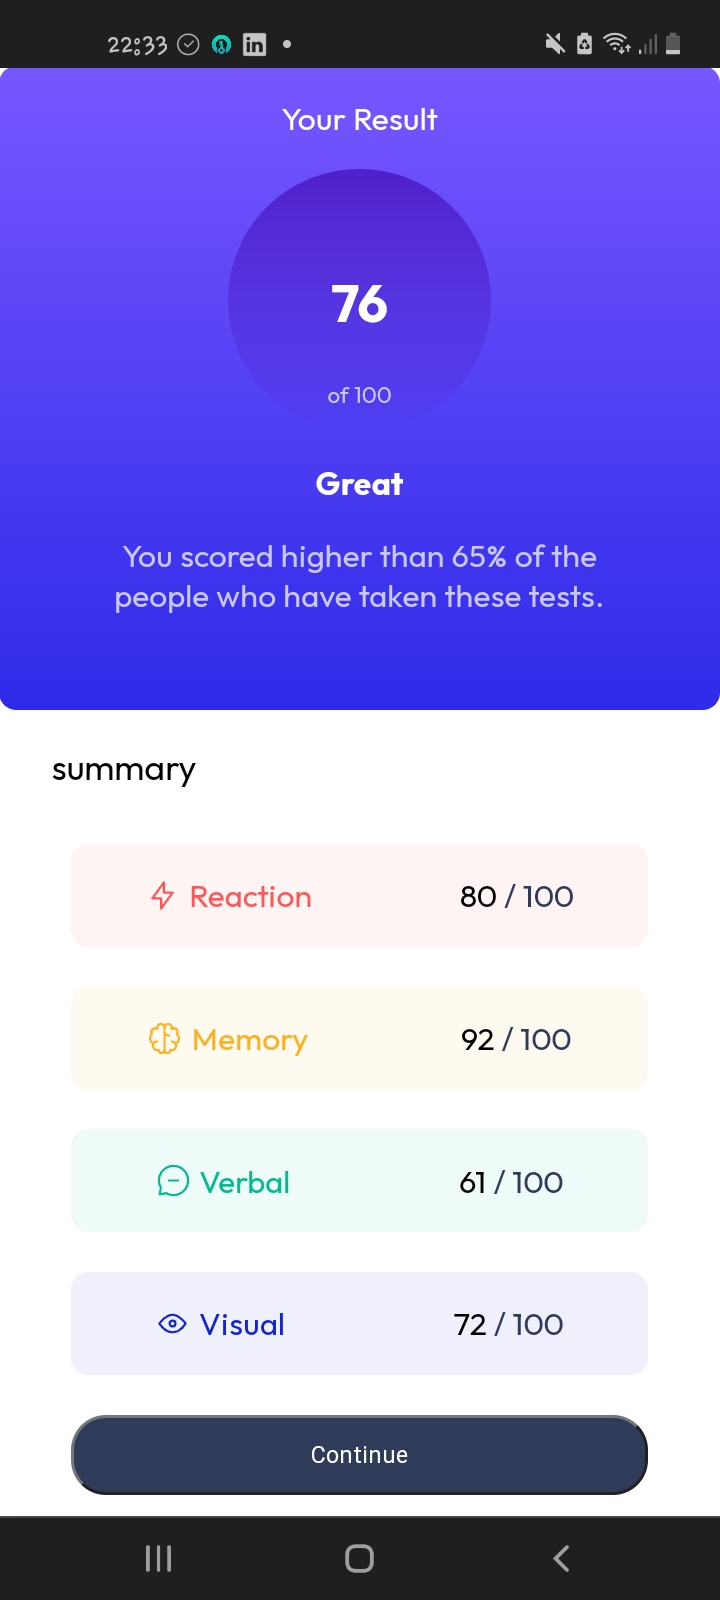 22:33
in
Your Result
76
of 100
Great
You scored higher than 65% of the
people who have taken these tests.
summary
Reaction 80 / 100
Memory 92 / 100
Verbal 61 / 100
Visual 72 / 100
Continue